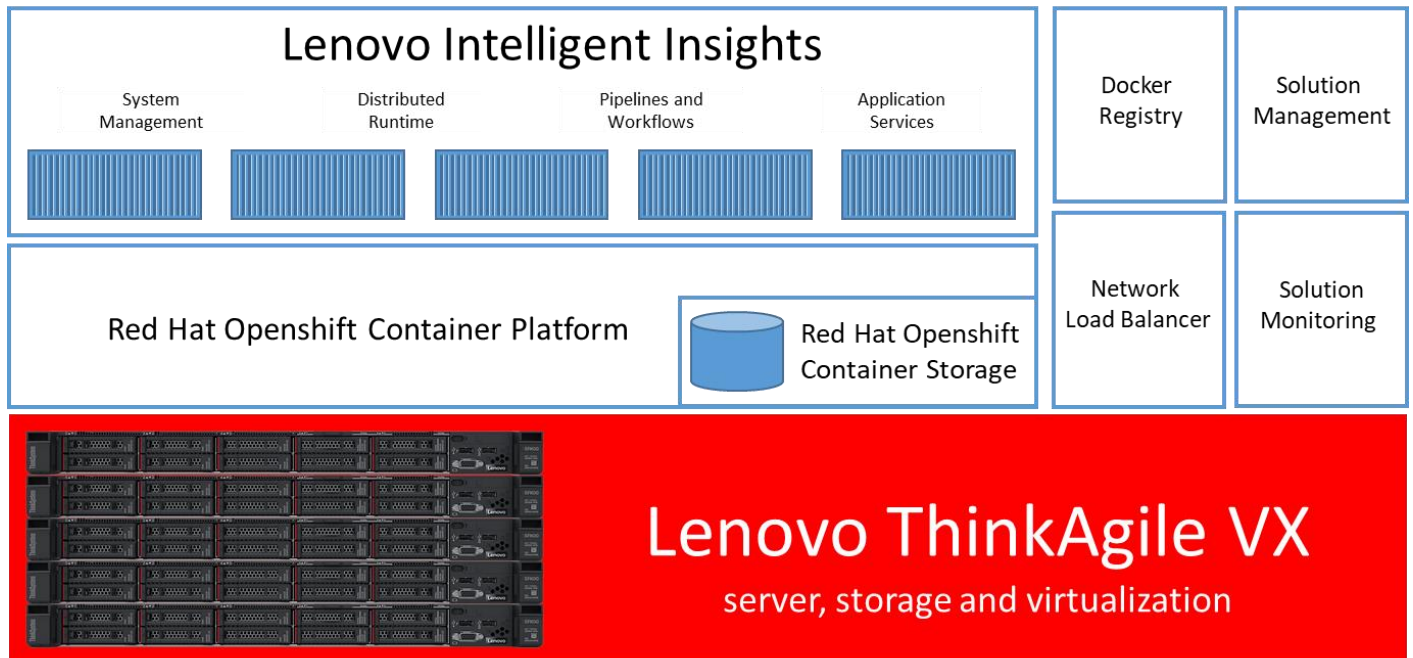 Lenovo Intelligent Insights
System
Management
Distributed
Runtime
Pipelines and
Workflows
Application
Services
Docker
Registry
Solution
Management
Red Hat Openshift Container Platform
Red Hat Openshift
Container Storage
Network
Load Balancer
Solution
Monitoring
Lenovo ThinkAgile VX
server, storage and virtualization